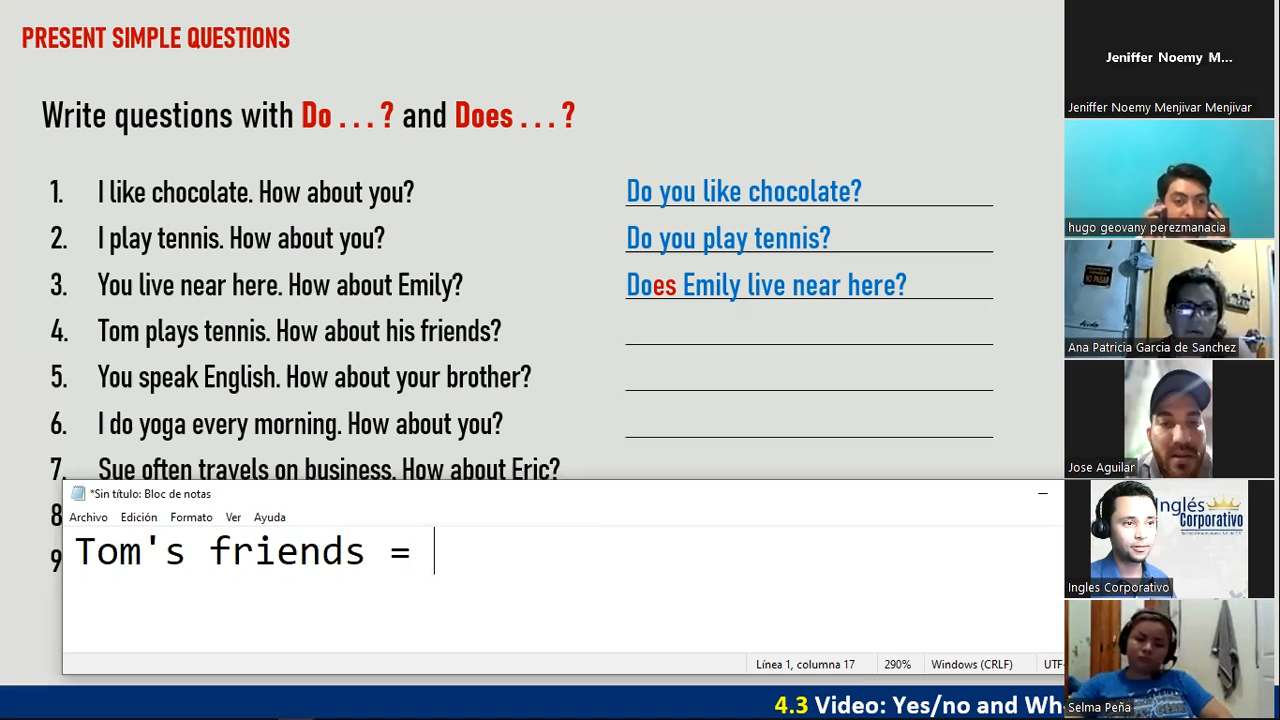 PRESENT SIMPLE QUESTIONS
Write questions with Do . . . ? and Does . . . ?
1. I like chocolate. How about you? Do you like chocolate?
2. I play tennis. How about you? Do you play tennis?
3. You live near here. How about Emily? Does Emily live near here?
4. Tom plays tennis. How about his friends?
5. You speak English. How about your brother?
6. I do yoga every morning. How about you?
7. Sue often travels on business. How about Eric?
8
9
*Sin título: Bloc de notas
Archivo Edición Formato Ver Ayuda
Tom's friends =
Línea 1, columna 17 290% Windows (CRLF) UTF-
4.3 Video: Yes/no and Wh
Jeniffer Noemy M...
Jeniffer Noemy Menjivar Menjivar
hugo geovany perezmanacia
NO PASAR
Ana Patricia Garcia de Sanchez
Jose Aguilar
Inglés
Corporativo
Ingles Corporativo
Selma Peña